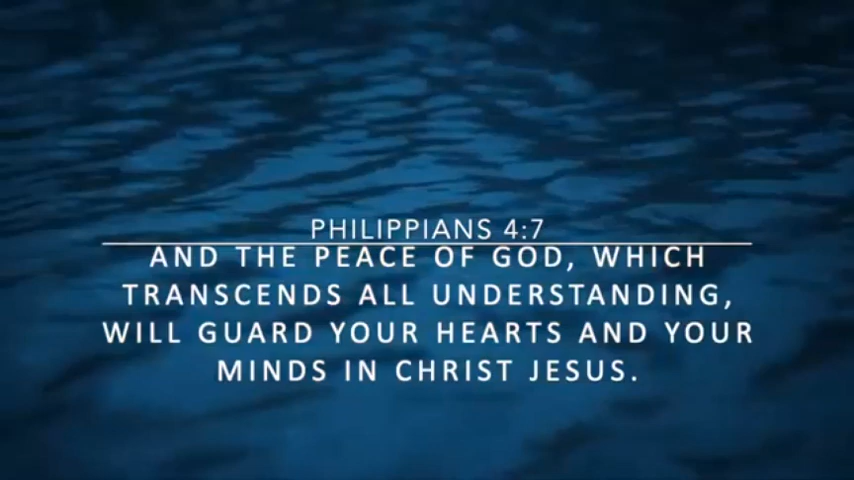 PHILIPPIANS 4:7
AND THE PEACE OF GOD, WHICH
TRANSCENDS ALL UNDERSTANDING,
WILL GUARD YOUR HEARTS AND YOUR
MINDS IN CHRIST JESUS.